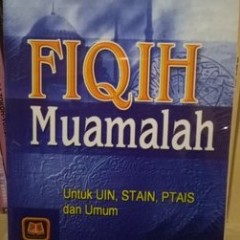 FIQIH
Muamalah
Untuk UIN, STAIN, PTAIS
dan Umum